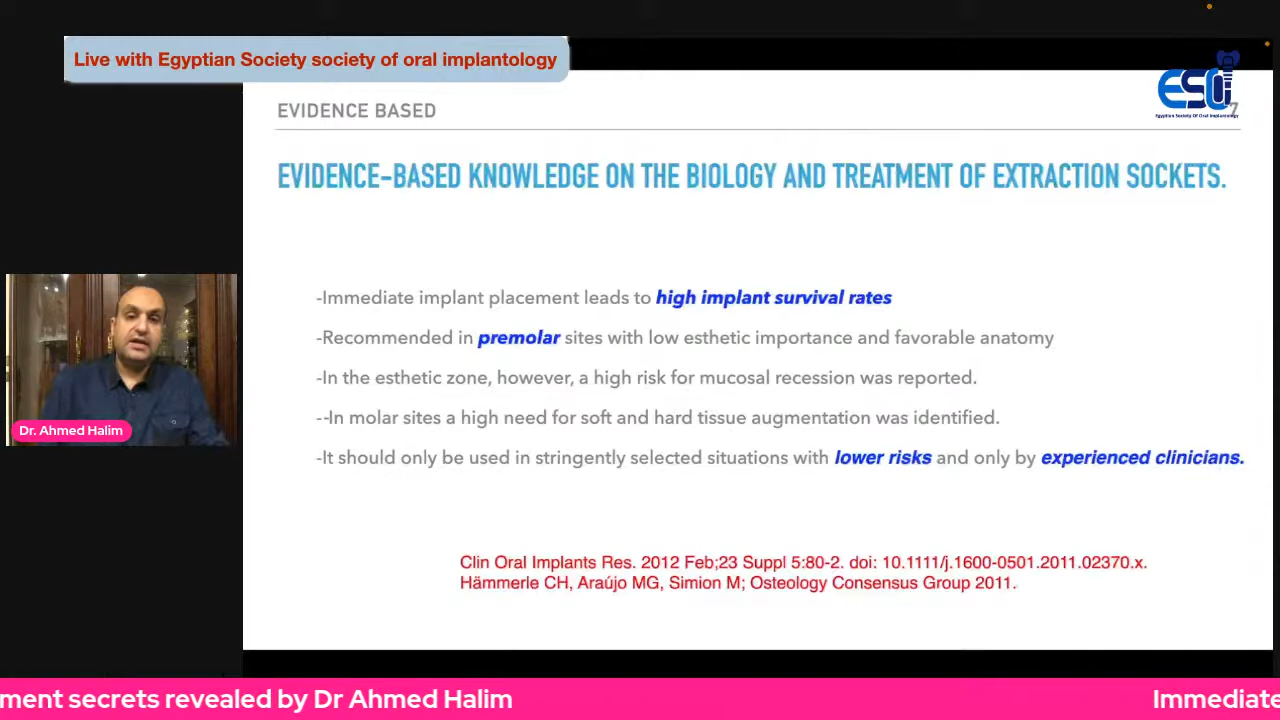 Live with Egyptian Society society of oral implantology
ESOI
Egyptian Society Of Oral Implantology
7
EVIDENCE BASED
EVIDENCE-BASED KNOWLEDGE ON THE BIOLOGY AND TREATMENT OF EXTRACTION SOCKETS.
-Immediate implant placement leads to high implant survival rates
-Recommended in premolar sites with low esthetic importance and favorable anatomy
-In the esthetic zone, however, a high risk for mucosal recession was reported.
--In molar sites a high need for soft and hard tissue augmentation was identified.
-It should only be used in stringently selected situations with lower risks and only by experienced clinicians.
Dr. Ahmed Halim
Clin Oral Implants Res. 2012 Feb;23 Suppl 5:80-2. doi: 10.1111/j.1600-0501.2011.02370.x.
Hämmerle CH, Araújo MG, Simion M; Osteology Consensus Group 2011.
ment secrets revealed by Dr Ahmed Halim
Immediate